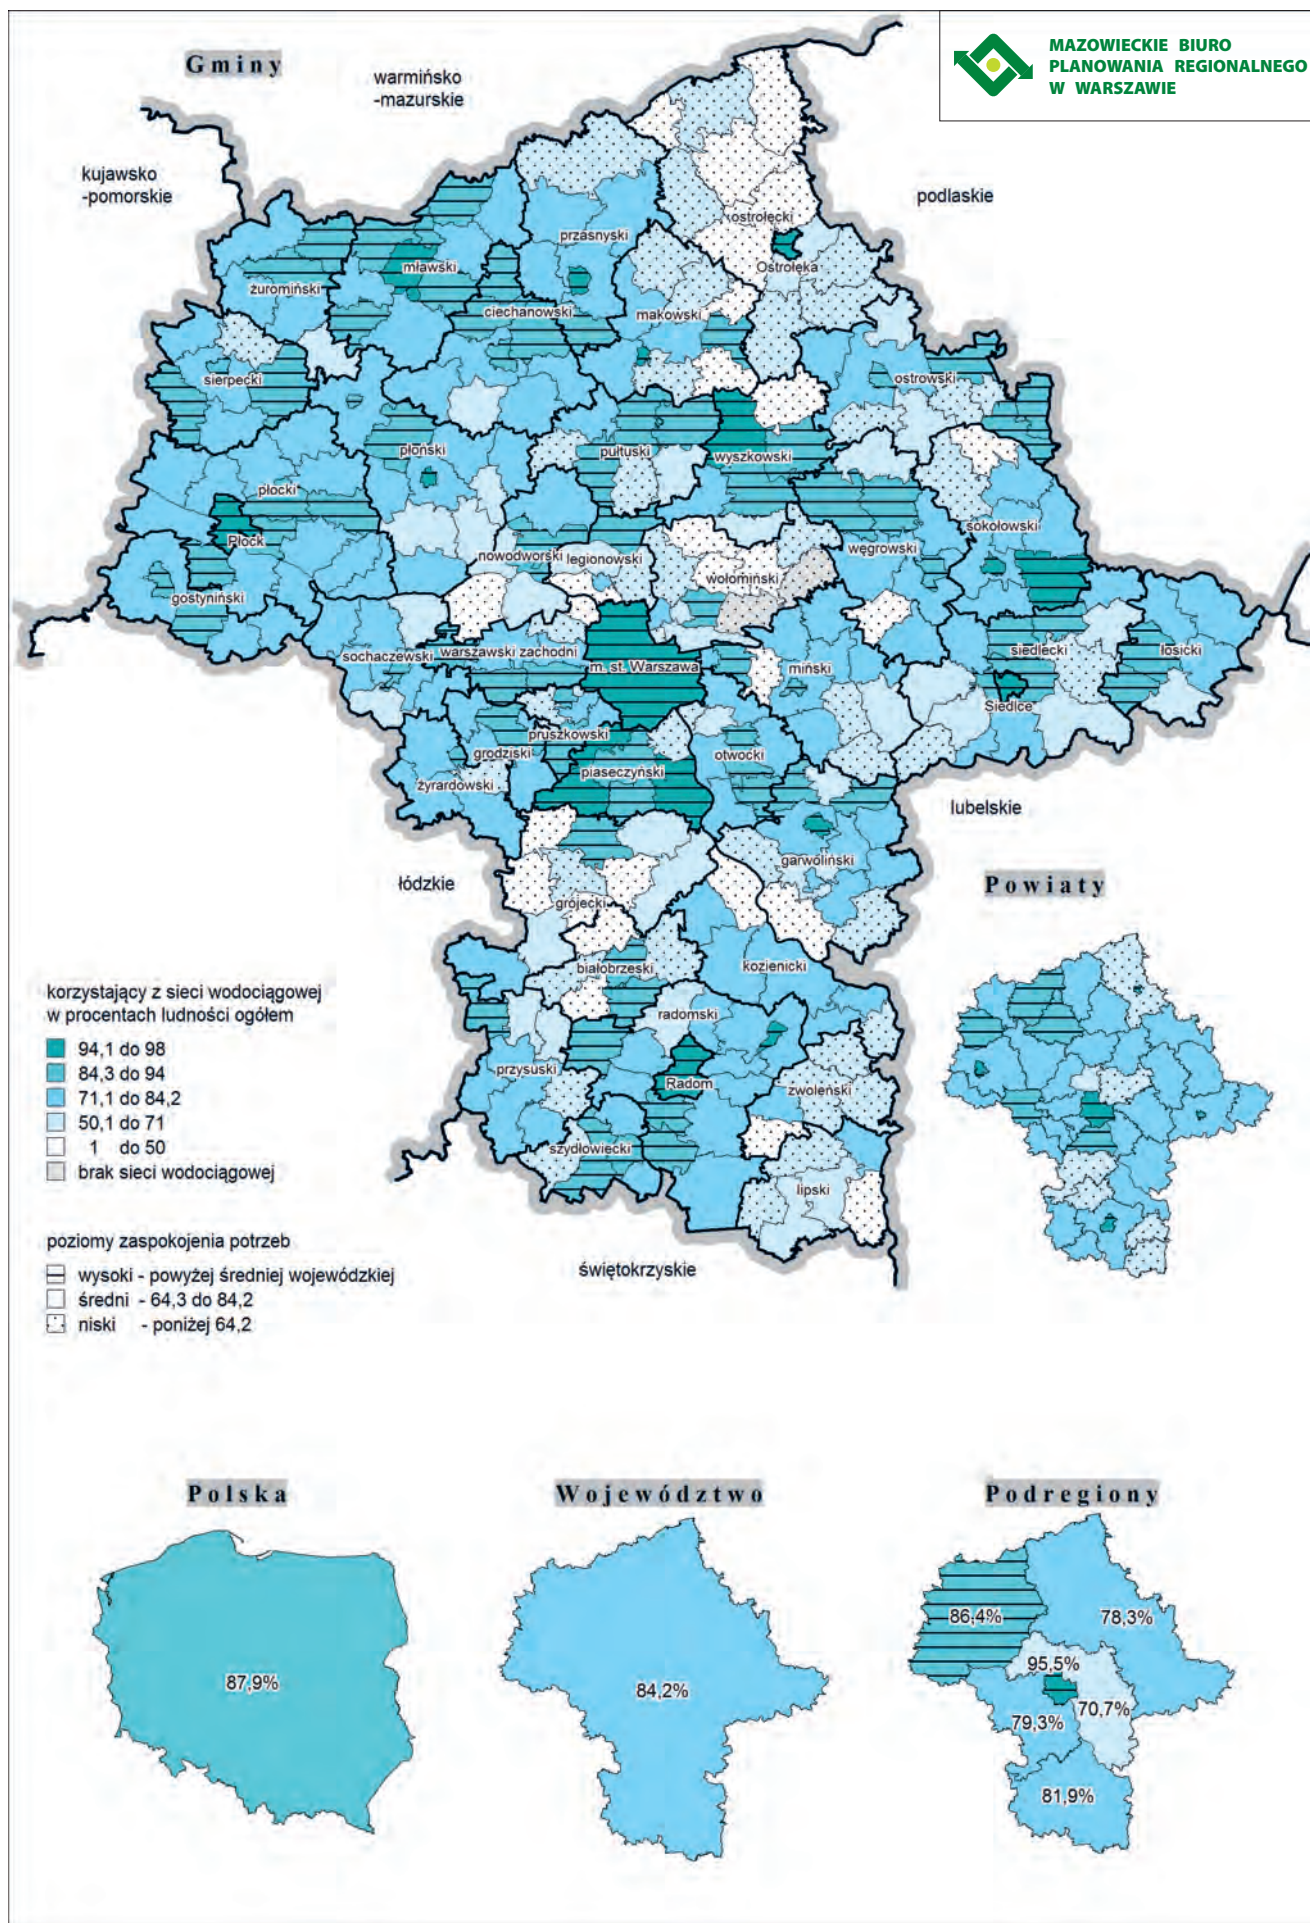 MAZOWIECKIE BIURO
PLANOWANIA REGIONALNEGO
W WARSZAWIE
Gminy
warmińsko
-mazurskie
kujawsko
-pomorskie
podlaskie
ostrołęcki
przasnyski
Ostrołęka
mławski
żuromiński
ciechanowski
makowski
sierpecki
ostrowski
płoński
pułtuski
wyszkowski
płocki
sokołowski
Płock
nowodworski
legionowski
węgrowski
wołomiński
gostyniński
sochaczewski
warszawski zachodni
m. st. Warszawa
miński
siedlecki
łosicki
Siedlce
pruszkowski
grodziski
otwocki
piaseczyński
żyrardowski
lubelskie
garwoliński
łódzkie
Powiaty
grójecki
białobrzeski
kozienicki
radomski
przysuski
Radom
zwoleński
szydłowiecki
lipski
świętokrzyskie
korzystający z sieci wodociągowej
w procentach ludności ogółem
94,1 do 98
84,3 do 94
71,1 do 84,2
50,1 do 71
1 do 50
brak sieci wodociągowej
poziomy zaspokojenia potrzeb
wysoki - powyżej średniej wojewódzkiej
średni - 64,3 do 84,2
niski - poniżej 64,2
Polska
Województwo
Podregiony
87,9%
84,2%
86,4%
78,3%
95,5%
70,7%
79,3%
81,9%